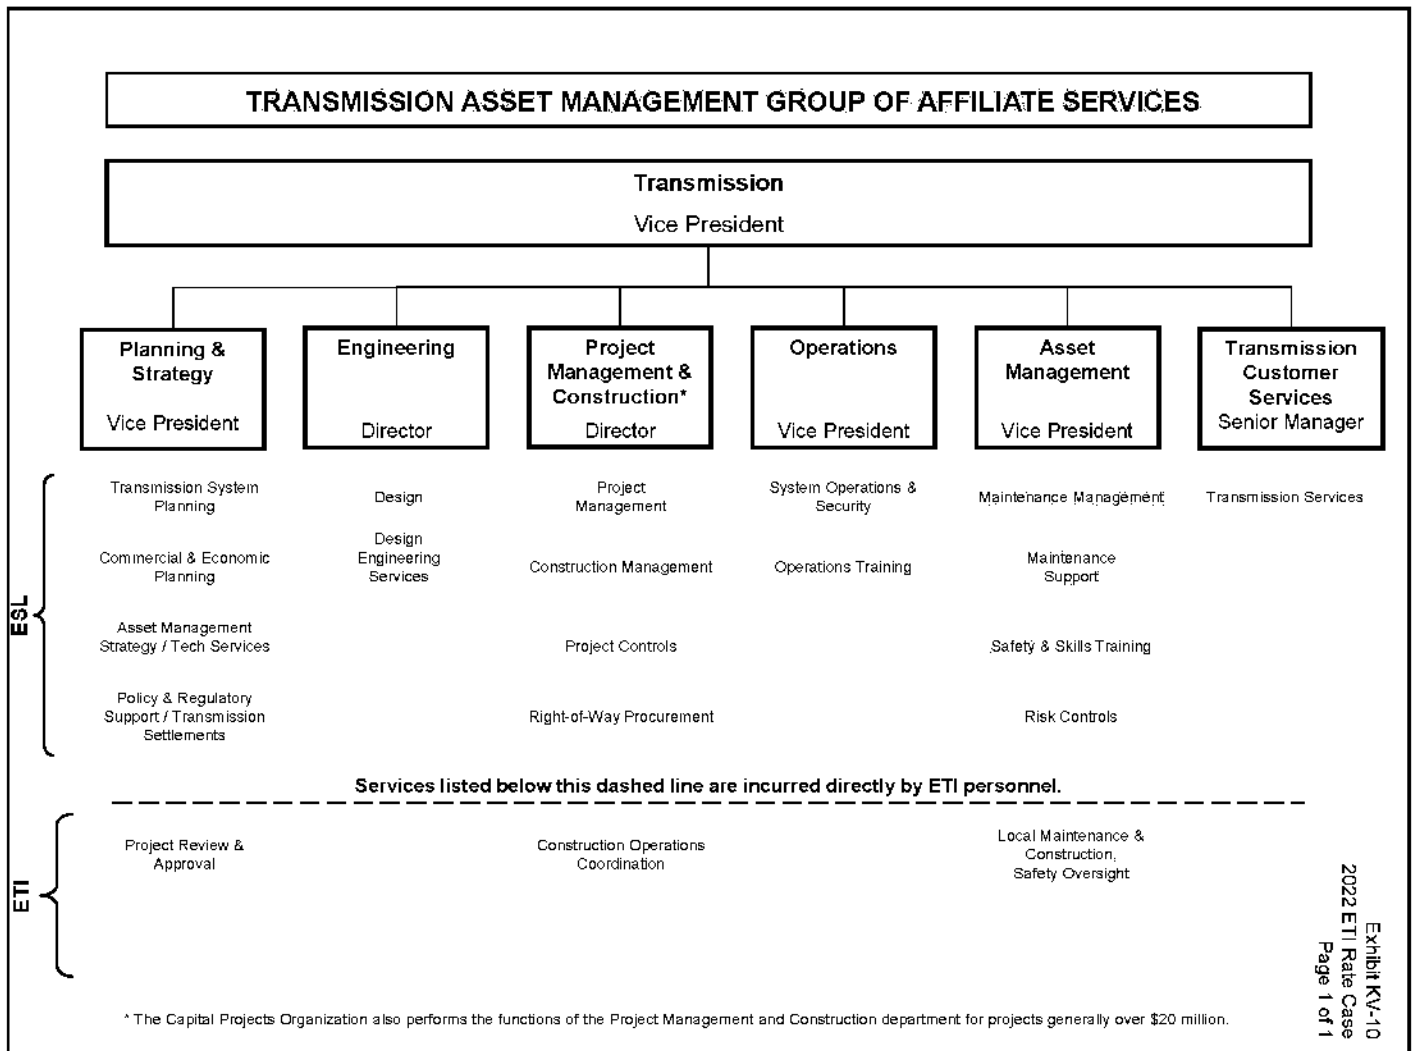 TRANSMISSION ASSET MANAGEMENT GROUP OF AFFILIATE SERVICES
Transmission
Vice President
Planning &
Strategy
Vice President
Engineering
Director
Project
Management &
Construction*
Director
Operations
Vice President
Asset
Management
Vice President
Transmission
Customer
Services
Senior Manager
ESL
Transmission System
Planning
Commercial & Economic
Planning
Asset Management
Strategy / Tech Services
Policy & Regulatory
Support / Transmission
Settlements
Design
Design
Engineering
Services
Project
Management
Construction Management
Project Controls
Right-of-Way Procurement
System Operations &
Security
Operations Training
Maintenance Management
Maintenance
Support
Safety & Skills Training
Risk Controls
Transmission Services
Services listed below this dashed line are incurred directly by ETI personnel.
ETI
Project Review &
Approval
Construction Operations
Coordination
Local Maintenance &
Construction,
Safety Oversight
* The Capital Projects Organization also performs the functions of the Project Management and Construction department for projects generally over $20 million.
Exhibit KV-10
2022 ETI Rate Case
Page 1 of 1